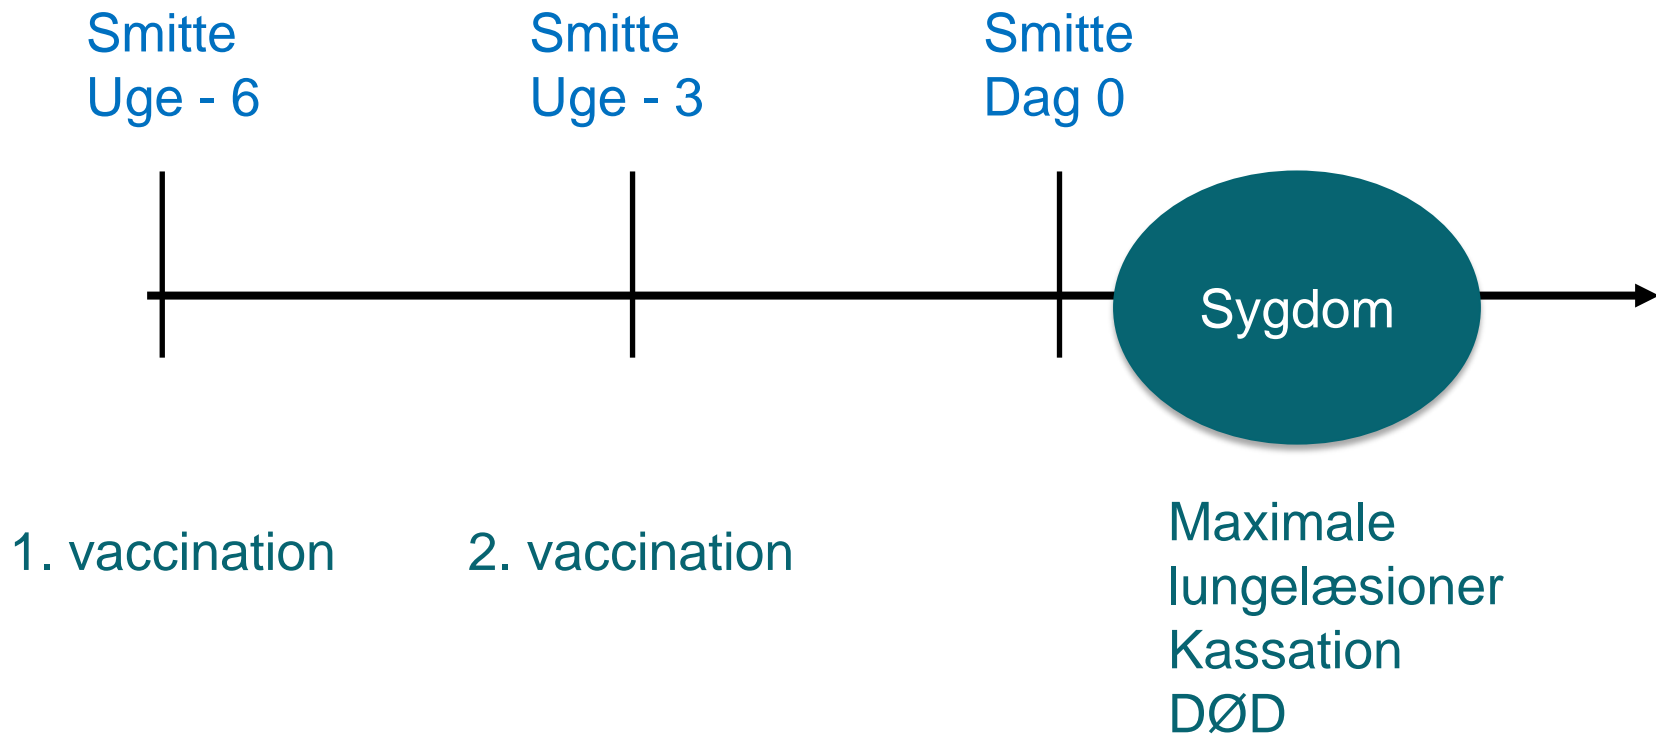 Smitte
Uge - 6
Smitte
Uge - 3
Smitte
Dag 0
Sygdom
1. vaccination
2. vaccination
Maximale
lungelæsioner
Kassation
DØD